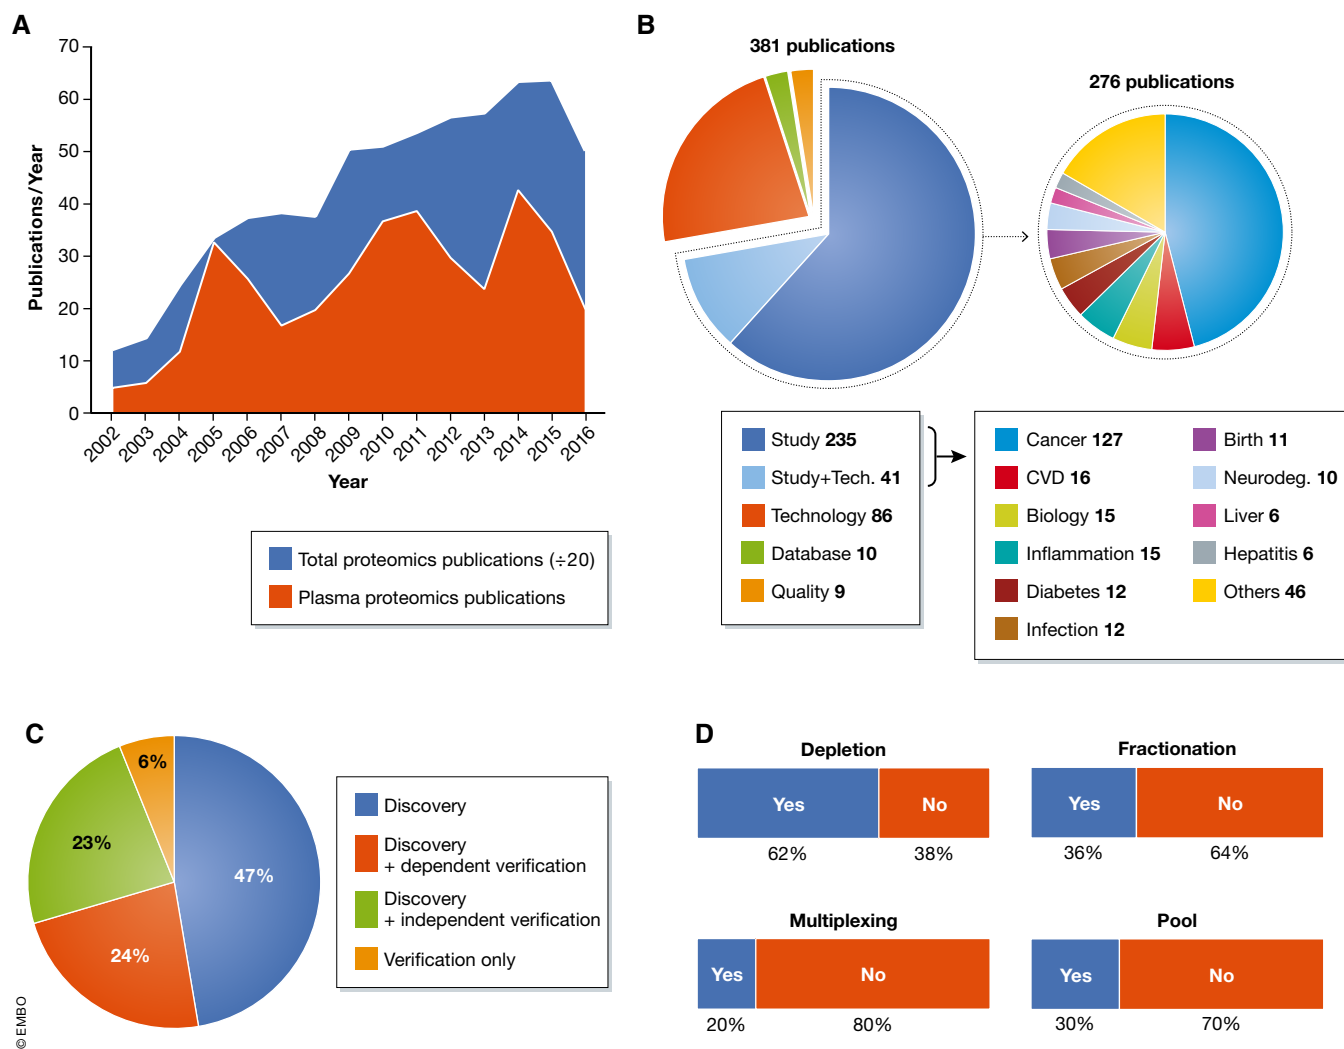 A
70
60
50
40
30
20
10
0
Publications/Year
2002
2003
2004
2005
2006
2007
2008
2009
2010
2011
2012
2013
2014
2015
2016
Year
Total proteomics publications (÷20)
Plasma proteomics publications
B
381 publications
276 publications
Study 235
Study+Tech. 41
Technology 86
Database 10
Quality 9
Cancer 127
CVD 16
Biology 15
Inflammation 15
Diabetes 12
Infection 12
Birth 11
Neurodeg. 10
Liver 6
Hepatitis 6
Others 46
C
6%
23%
47%
24%
Discovery
Discovery
+ dependent verification
Discovery
+ independent verification
Verification only
© EMBO
D
Depletion
Yes No
62% 38%
Fractionation
Yes No
36% 64%
Multiplexing
Yes No
20% 80%
Pool
Yes No
30% 70%